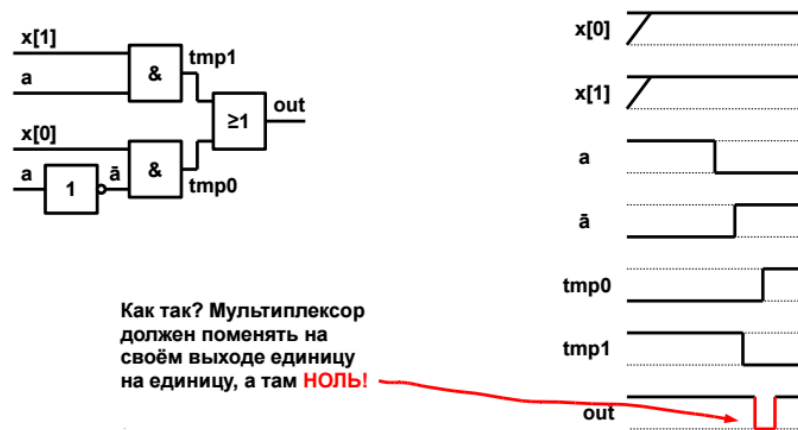 x[1]
a
&
tmp1
≥1
out
x[0]
a
1
ā
&
tmp0
Как так? Мультиплексор
должен поменять на
своём выходе единицу
на единицу, а там НОЛЬ!
x[0]
x[1]
a
ā
tmp0
tmp1
out